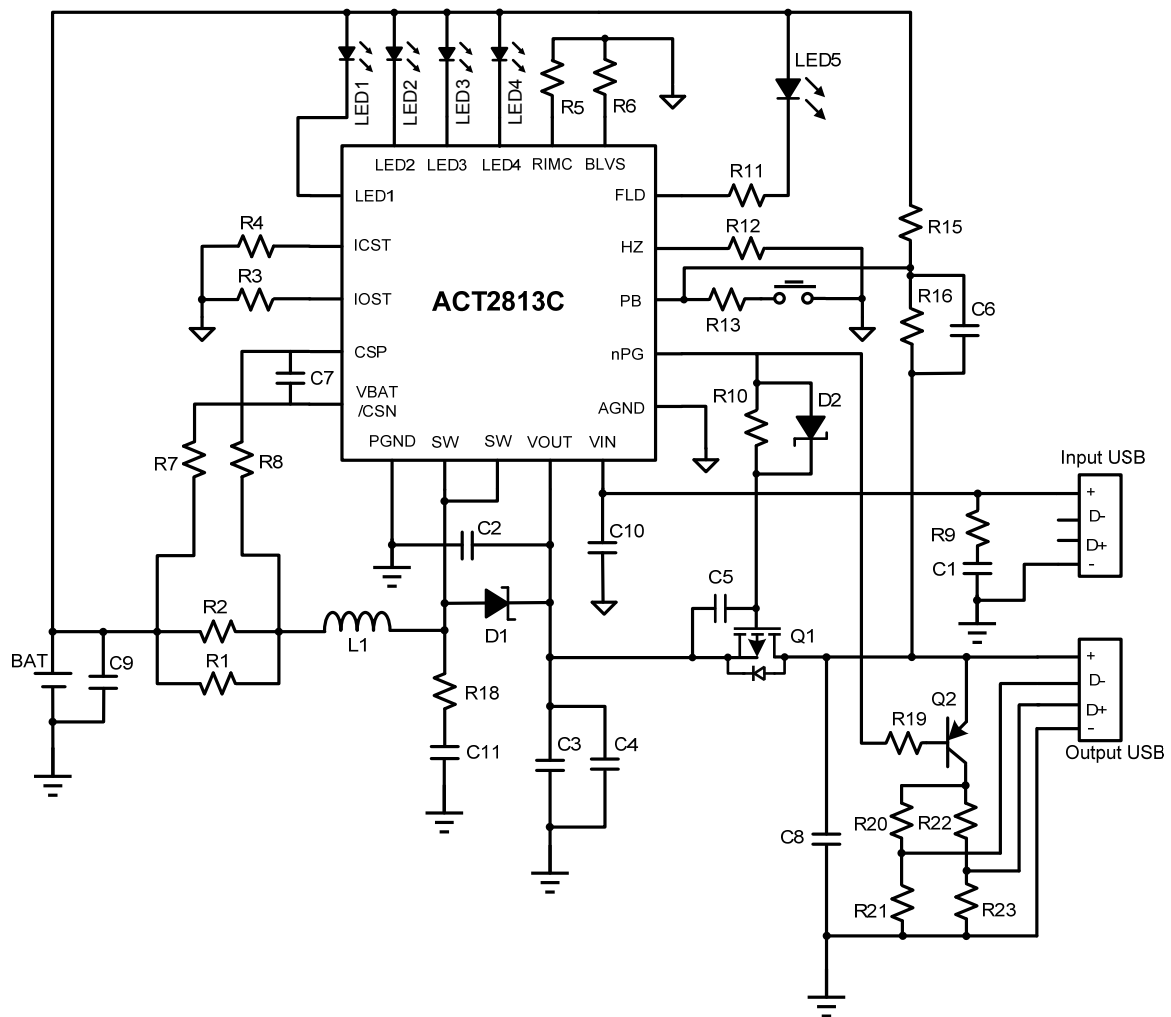 LED1
LED2
LED3
LED4
R5
R6
LED5
LED2
LED3
LED4
RIMC
BLVS
LED1
FLD
R11
R4
ICST
HZ
R12
R15
R3
IOST
ACT2813C
PB
R13
R16
C6
CSP
nPG
C7
VBAT
/CSN
AGND
R10
D2
R7
R8
PGND
SW
SW
VOUT
VIN
Input USB
+
D-
D+
-
C2
C10
R9
C1
C5
R2
L1
D1
Q1
BAT
C9
R1
R18
+
D-
D+
-
Output USB
Q2
R19
C11
C3
C4
R20
R22
C8
R21
R23